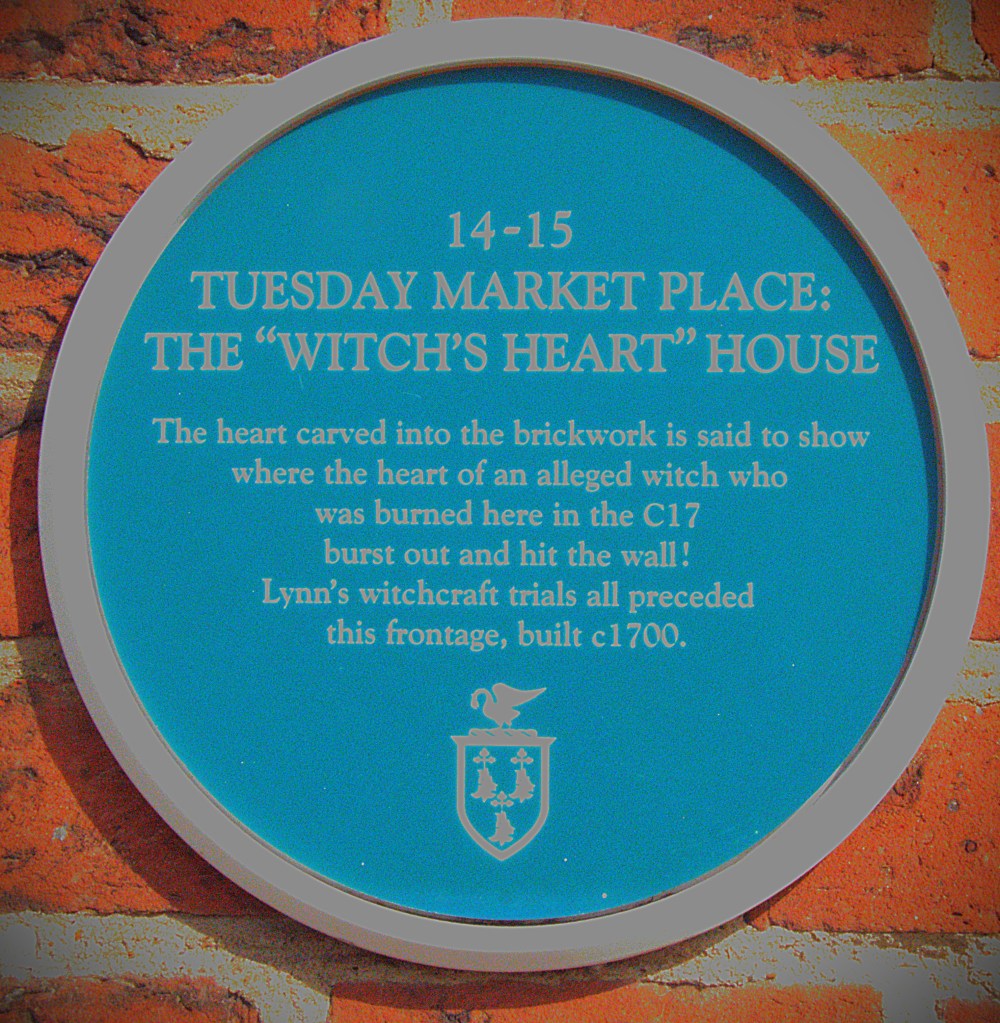 14-15
TUESDAY MARKET PLACE:
THE “WITCH’S HEART” HOUSE
The heart carved into the brickwork is said to show
where the heart of an alleged witch who
was burned here in the C17
burst out and hit the wall!
Lynn’s witchcraft trials all preceded
this frontage, built c1700.